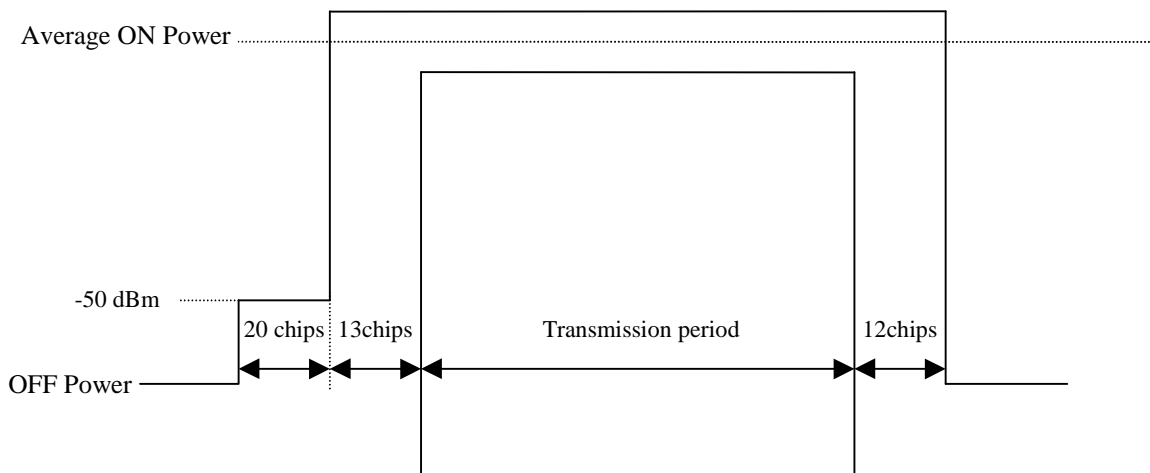 Average ON Power
-50 dBm
20 chips 13chips Transmission period 12chips
OFF Power